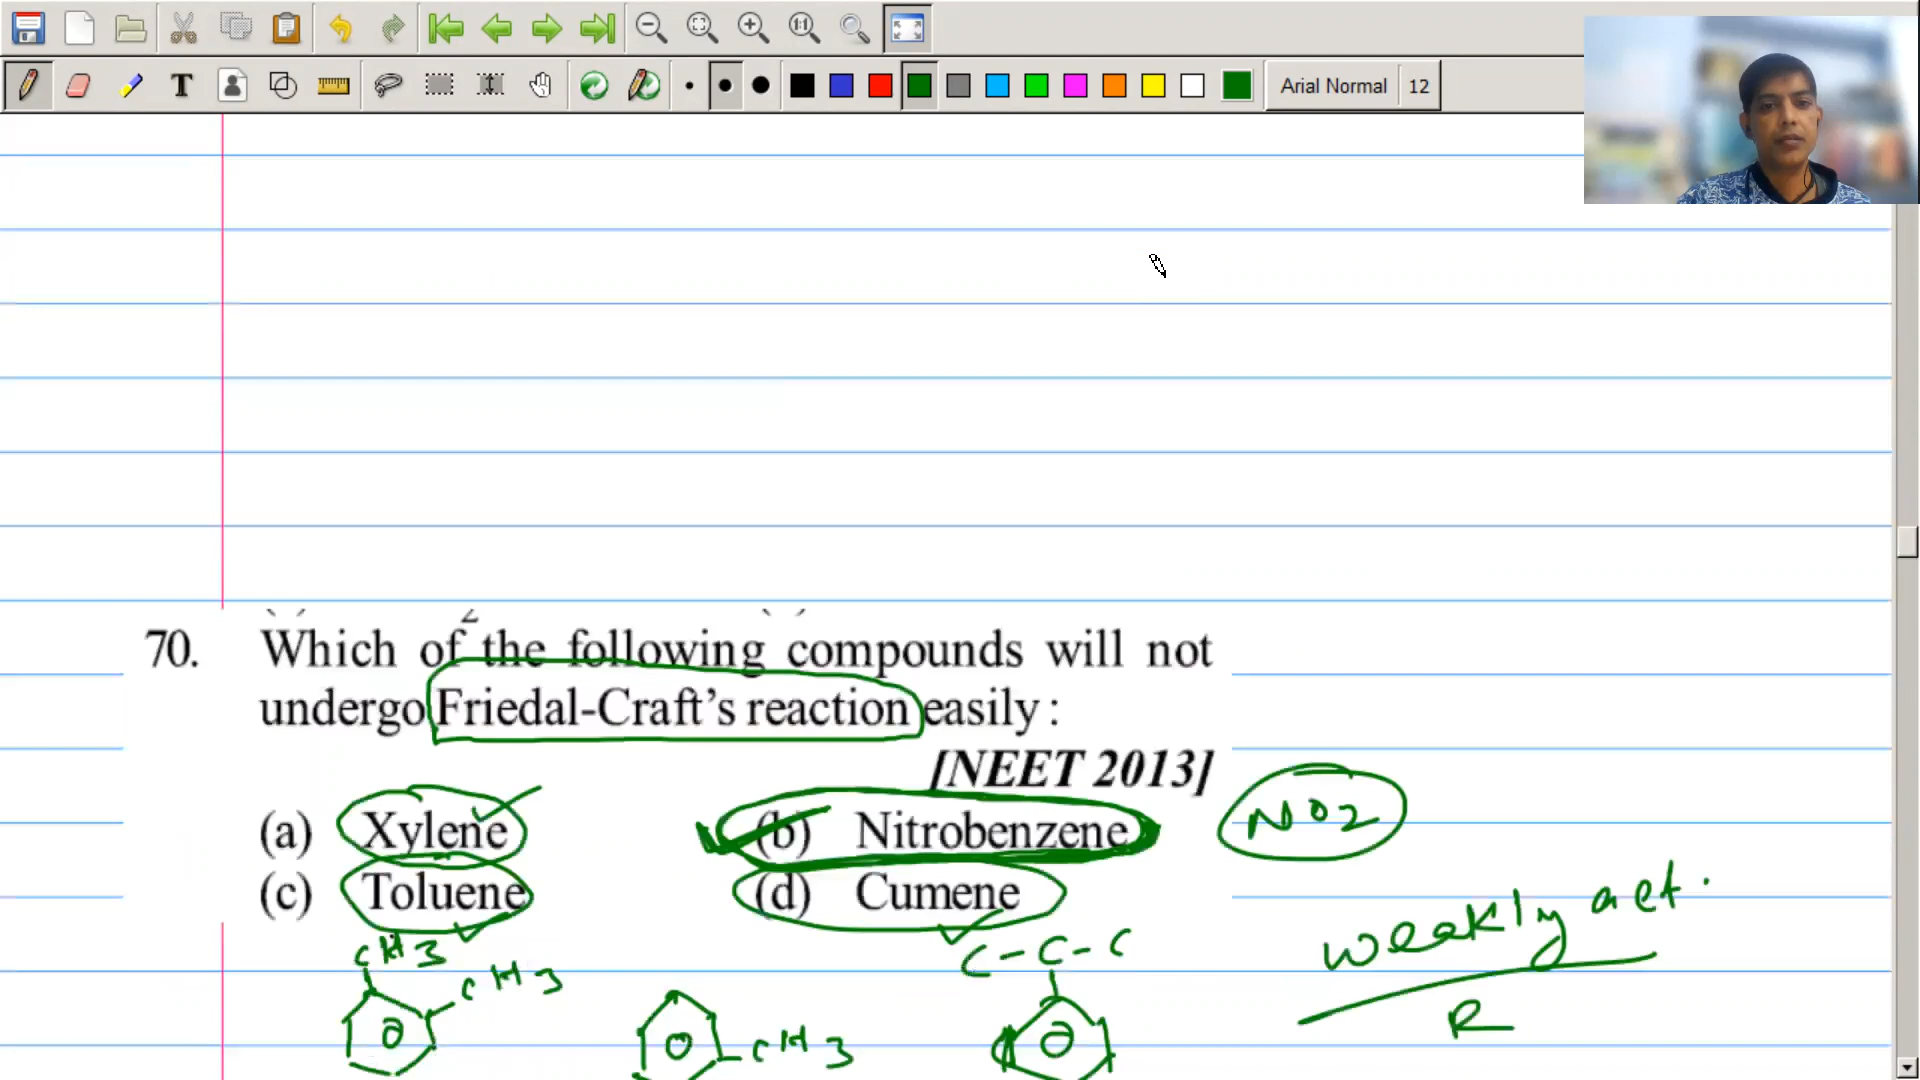 Arial Normal 12
70. Which of the following compounds will not
undergo Friedal-Craft's reaction easily :
[NEET 2013]
(a) Xylene (b) Nitrobenzene NO2
(c) Toluene (d) Cumene
weakly act.
R
CH3
CH3
C-C-C
CH3